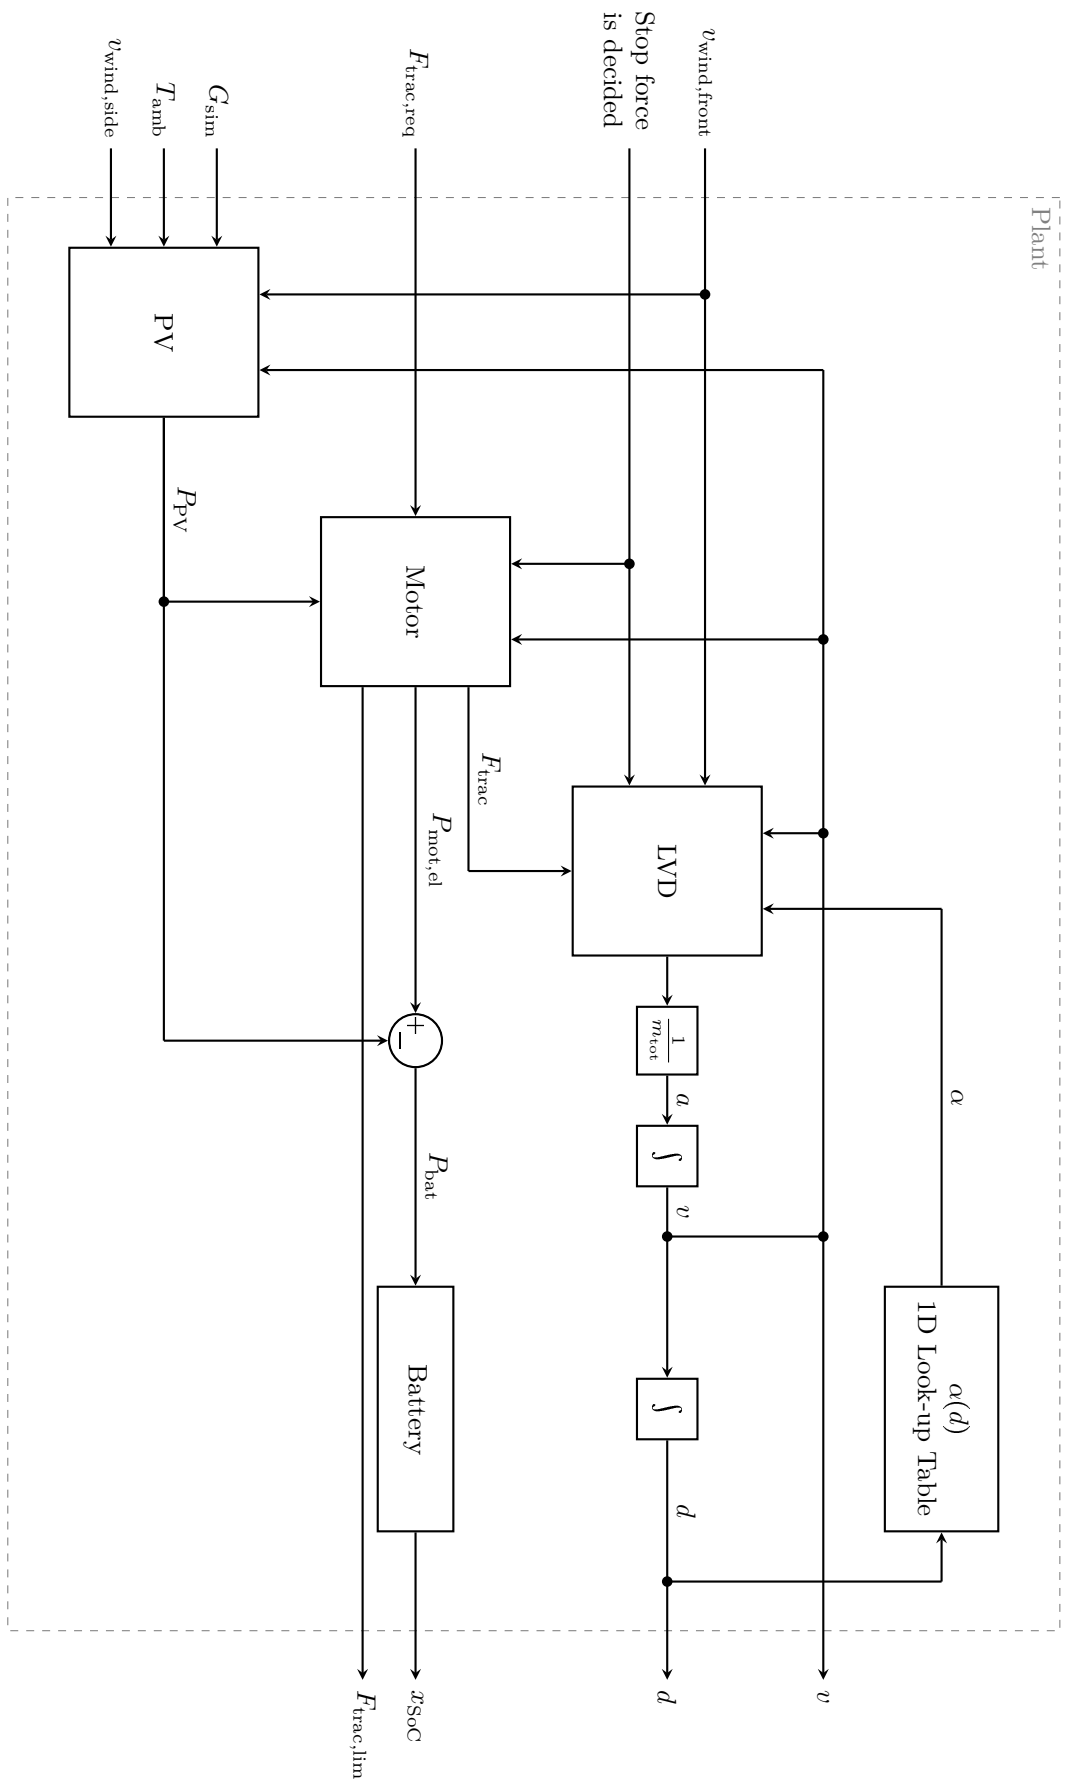 Plant
α(d)
1D Look-up Table
α
v
v_wind,front
Stop force
is decided
LVD
1/m_tot
a
∫
v
∫
d
d
F_trac
F_trac,req
Motor
P_mot,el
+
−
P_bat
Battery
x_SoC
F_trac,lim
G_sim
T_amb
v_wind,side
PV
P_PV